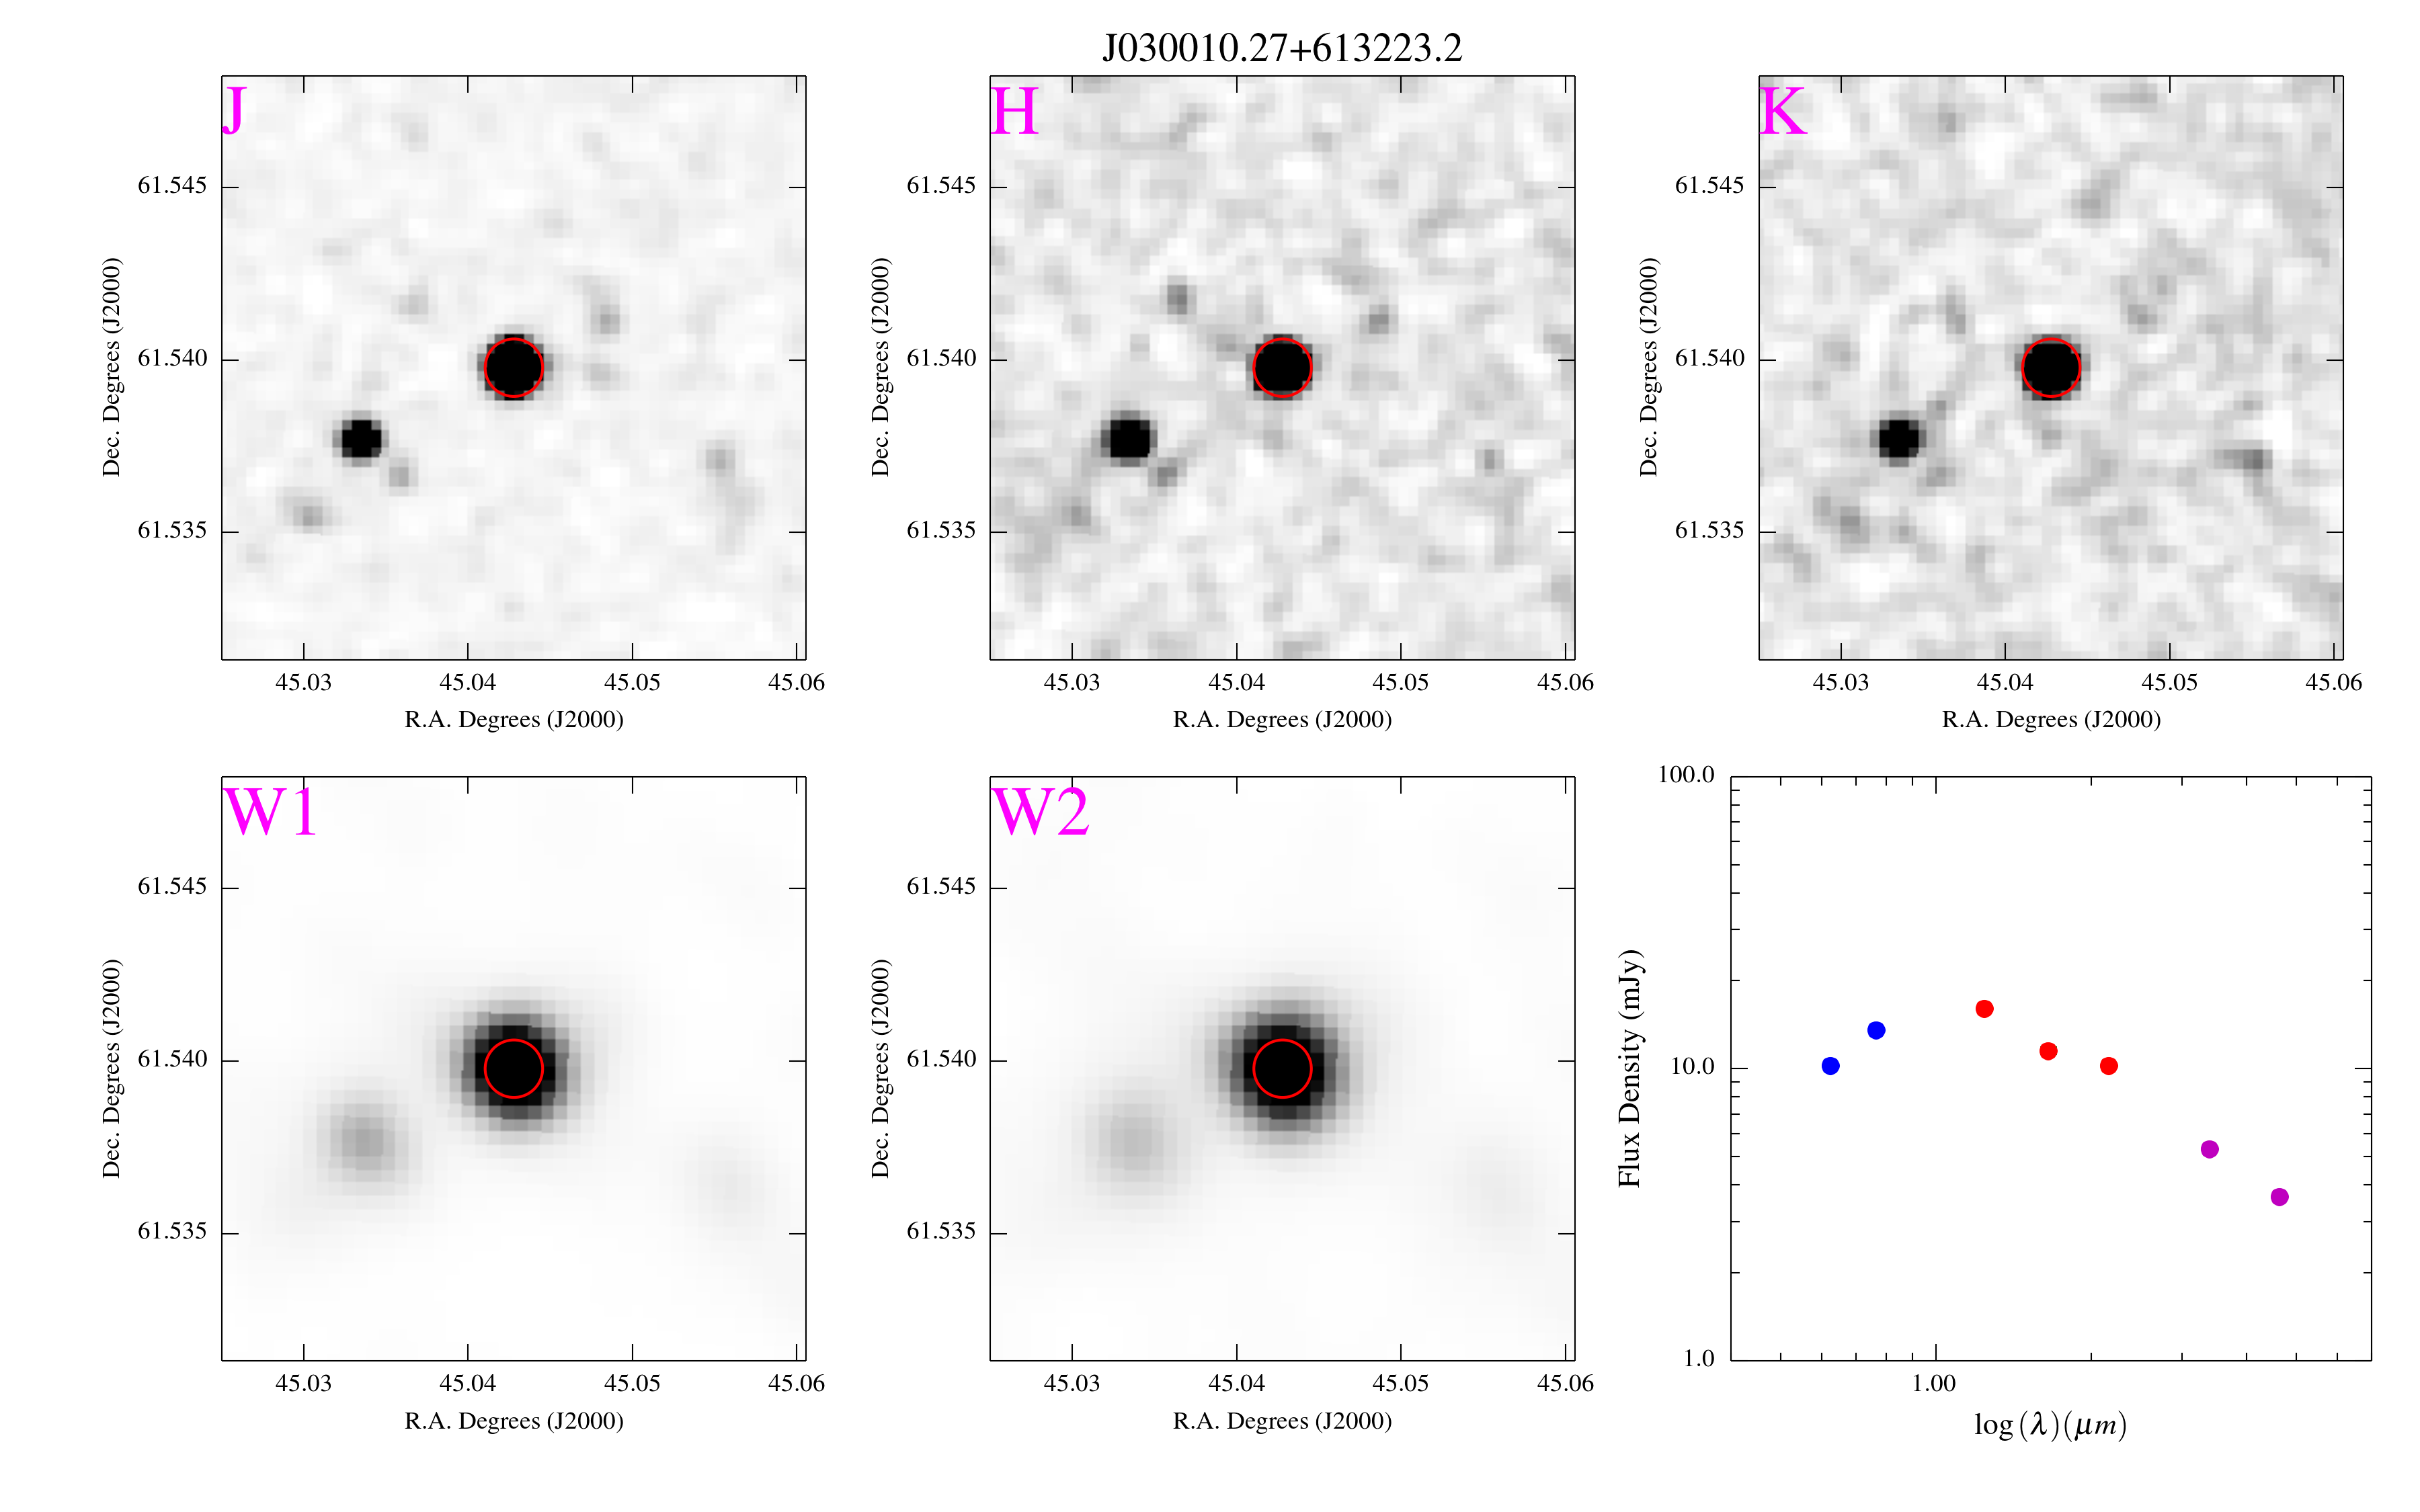 J030010.27+613223.2
J
Dec. Degrees (J2000)
61.545
61.540
61.535
45.03 45.04 45.05 45.06
R.A. Degrees (J2000)
H
Dec. Degrees (J2000)
61.545
61.540
61.535
45.03 45.04 45.05 45.06
R.A. Degrees (J2000)
K
Dec. Degrees (J2000)
61.545
61.540
61.535
45.03 45.04 45.05 45.06
R.A. Degrees (J2000)
W1
Dec. Degrees (J2000)
61.545
61.540
61.535
45.03 45.04 45.05 45.06
R.A. Degrees (J2000)
W2
Dec. Degrees (J2000)
61.545
61.540
61.535
45.03 45.04 45.05 45.06
R.A. Degrees (J2000)
Flux Density (mJy)
100.0
10.0
1.0
1.00
log(λ)(μm)